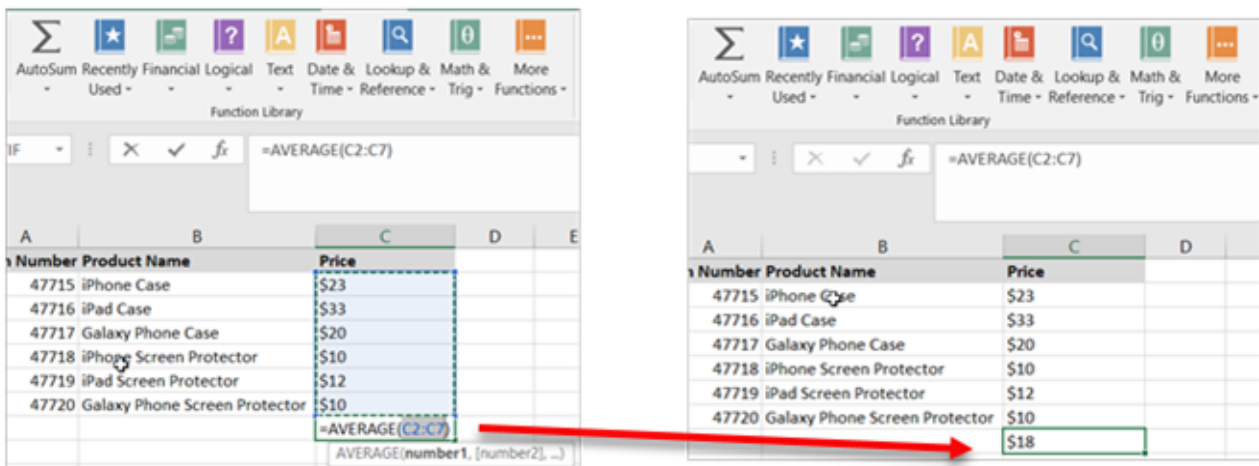 AutoSum Recently Financial Logical Text Date & Lookup & Math & More
Used Time Reference Trig Functions
Function Library
IF =AVERAGE(C2:C7)
A B C D E
Number Product Name Price
47715 iPhone Case $23
47716 iPad Case $33
47717 Galaxy Phone Case $20
47718 iPhone Screen Protector $10
47719 iPad Screen Protector $12
47720 Galaxy Phone Screen Protector $10
=AVERAGE(C2:C7)
AVERAGE(number1, [number2], ...)
AutoSum Recently Financial Logical Text Date & Lookup & Math & More
Used Time Reference Trig Functions
Function Library
=AVERAGE(C2:C7)
A B C D
Number Product Name Price
47715 iPhone Case $23
47716 iPad Case $33
47717 Galaxy Phone Case $20
47718 iPhone Screen Protector $10
47719 iPad Screen Protector $12
47720 Galaxy Phone Screen Protector $10
$18